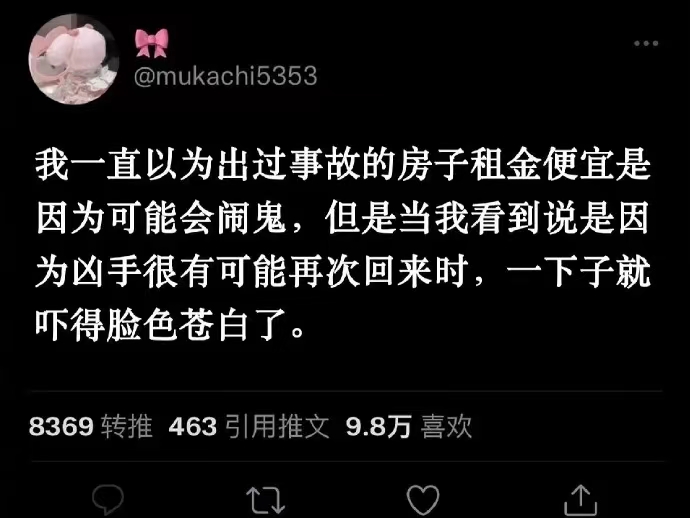 🎀
@mukachi5353
我一直以为出过事故的房子租金便宜是
因为可能会闹鬼，但是当我看到说是因
为凶手很有可能再次回来时，一下子就
吓得脸色苍白了。
8369 转推 463 引用推文 9.8万 喜欢